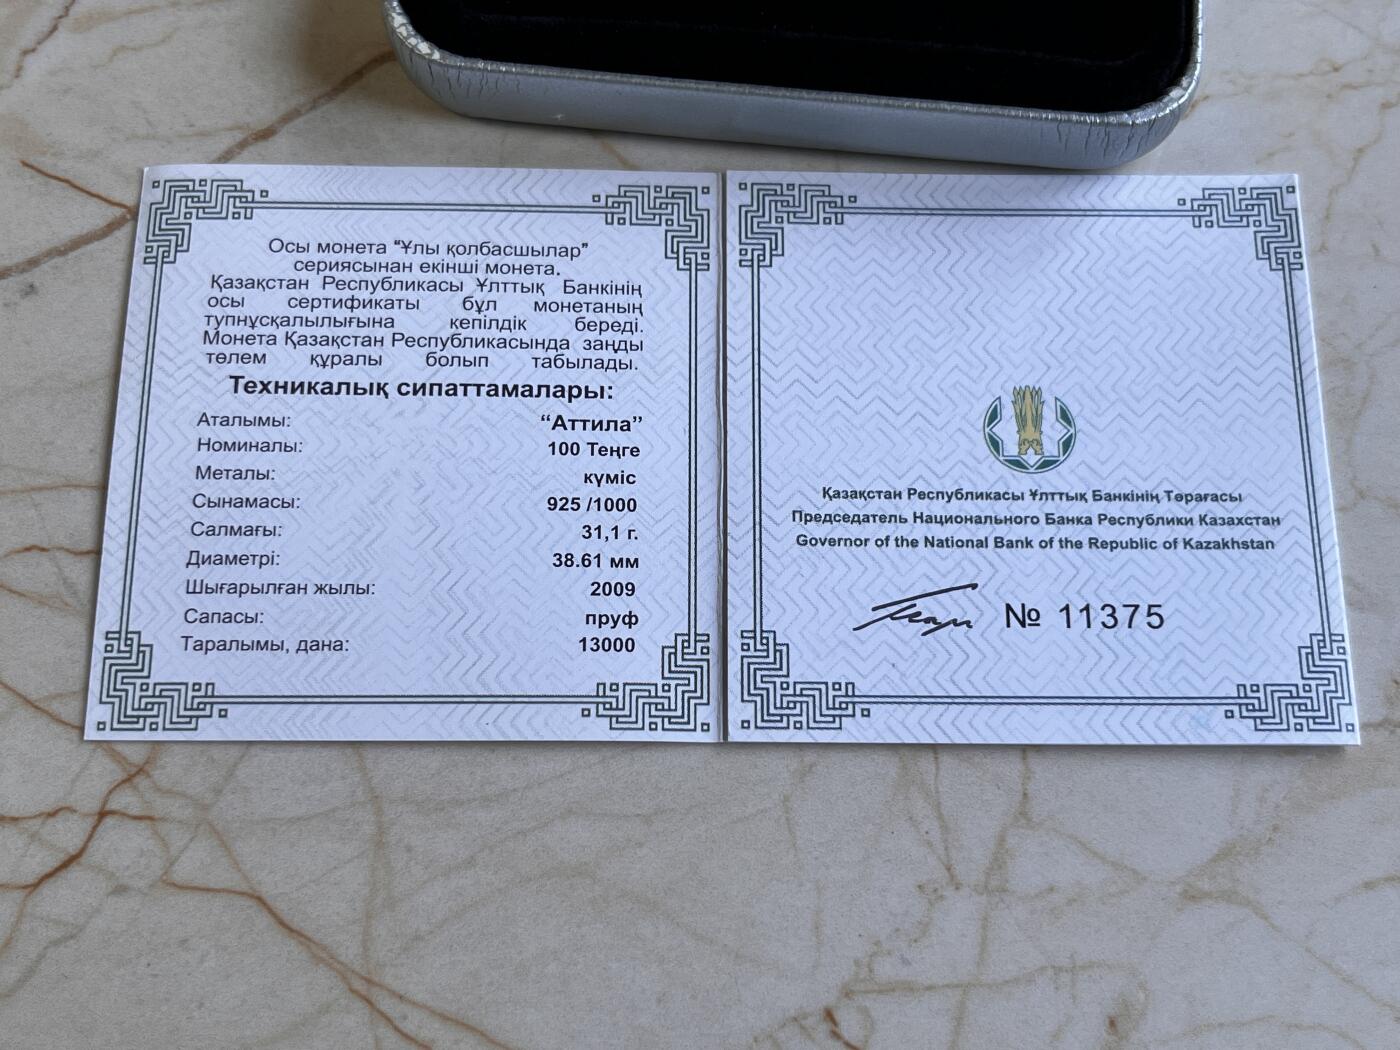 Осы монета “Ұлы қолбасшылар”
сериясынан екінші монета.
Қазақстан Республикасы Ұлттық Банкінің
осы сертификаты бұл монетаның
тупнұсқалылығына кепілдік береді.
Монета Қазақстан Республикасында заңды
төлем құралы болып табылады.
Техникалық сипаттамалары:
Аталымы: “Аттила”
Номиналы: 100 Теңге
Металы: күміс
Сынамасы: 925 /1000
Салмағы: 31,1 г.
Диаметрі: 38.61 мм
Шығарылған жылы: 2009
Сапасы: пруф
Таралымы, дана: 13000
Қазақстан Республикасы Ұлттық Банкінің Төрағасы
Председатель Национального Банка Республики Казахстан
Governor of the National Bank of the Republic of Kazakhstan
№ 11375